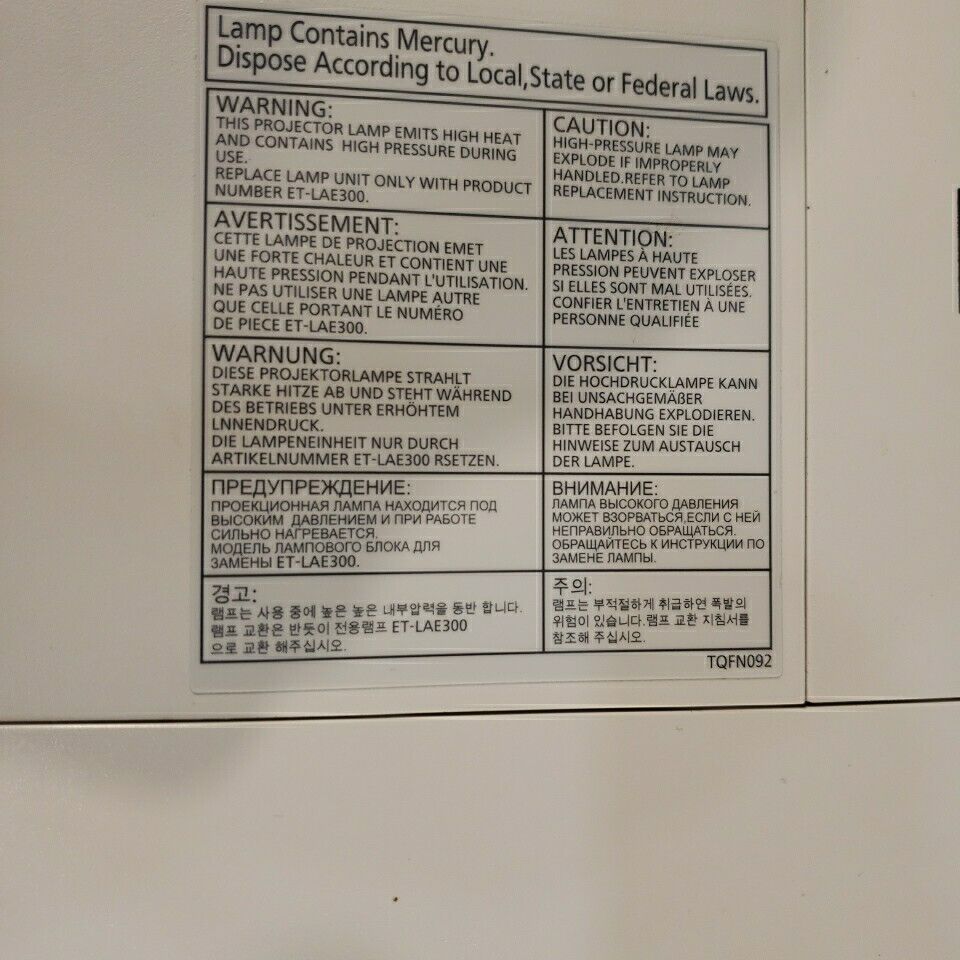 Lamp Contains Mercury.
Dispose According to Local,State or Federal Laws.
WARNING:
THIS PROJECTOR LAMP EMITS HIGH HEAT
AND CONTAINS HIGH PRESSURE DURING
USE.
REPLACE LAMP UNIT ONLY WITH PRODUCT
NUMBER ET-LAE300.
CAUTION:
HIGH-PRESSURE LAMP MAY
EXPLODE IF IMPROPERLY
HANDLED.REFER TO LAMP
REPLACEMENT INSTRUCTION.
AVERTISSEMENT:
CETTE LAMPE DE PROJECTION EMET
UNE FORTE CHALEUR ET CONTIENT UNE
HAUTE PRESSION PENDANT L'UTILISATION.
NE PAS UTILISER UNE LAMPE AUTRE
QUE CELLE PORTANT LE NUMÉRO
DE PIECE ET-LAE300.
ATTENTION:
LES LAMPES À HAUTE
PRESSION PEUVENT EXPLOSER
SI ELLES SONT MAL UTILISÉES.
CONFIER L'ENTRETIEN À UNE
PERSONNE QUALIFIÉE
WARNUNG:
DIESE PROJEKTORLAMPE STRAHLT
STARKE HITZE AB UND STEHT WÄHREND
DES BETRIEBS UNTER ERHÖHTEM
LNNENDRUCK.
DIE LAMPENEINHEIT NUR DURCH
ARTIKELNUMMER ET-LAE300 RSETZEN.
VORSICHT:
DIE HOCHDRUCKLAMPE KANN
BEI UNSACHGEMÄßER
HANDHABUNG EXPLODIEREN.
BITTE BEFOLGEN SIE DIE
HINWEISE ZUM AUSTAUSCH
DER LAMPE.
ПРЕДУПРЕЖДЕНИЕ:
ПРОЕКЦИОННАЯ ЛАМПА НАХОДИТСЯ ПОД
ВЫСОКИМ ДАВЛЕНИЕМ И ПРИ РАБОТЕ
СИЛЬНО НАГРЕВАЕТСЯ.
МОДЕЛЬ ЛАМПОВОГО БЛОКА ДЛЯ
ЗАМЕНЫ ET-LAE300.
ВНИМАНИЕ:
ЛАМПА ВЫСОКОГО ДАВЛЕНИЯ
МОЖЕТ ВЗОРВАТЬСЯ,ЕСЛИ С НЕЙ
НЕПРАВИЛЬНО ОБРАЩАТЬСЯ.
ОБРАЩАЙТЕСЬ К ИНСТРУКЦИИ ПО
ЗАМЕНЕ ЛАМПЫ.
경고:
램프는 사용 중에 높은 높은 내부압력을 동반 합니다.
램프 교환은 반듯이 전용램프 ET-LAE300
으로 교환 해주십시오.
주의:
램프는 부적절하게 취급하연 폭발의
위험이 있습니다.램프 교환 지침서를
참조해 주십시오.
TQFN092